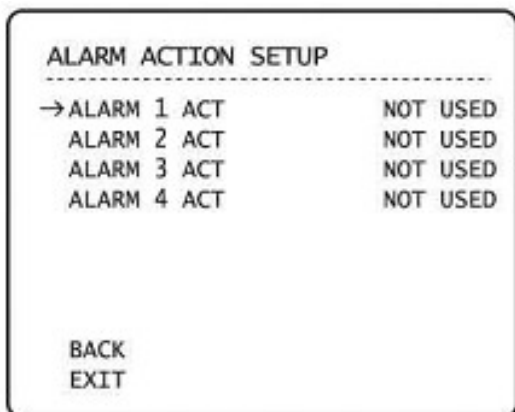 ALARM ACTION SETUP
→ALARM 1 ACT NOT USED
ALARM 2 ACT NOT USED
ALARM 3 ACT NOT USED
ALARM 4 ACT NOT USED
BACK
EXIT